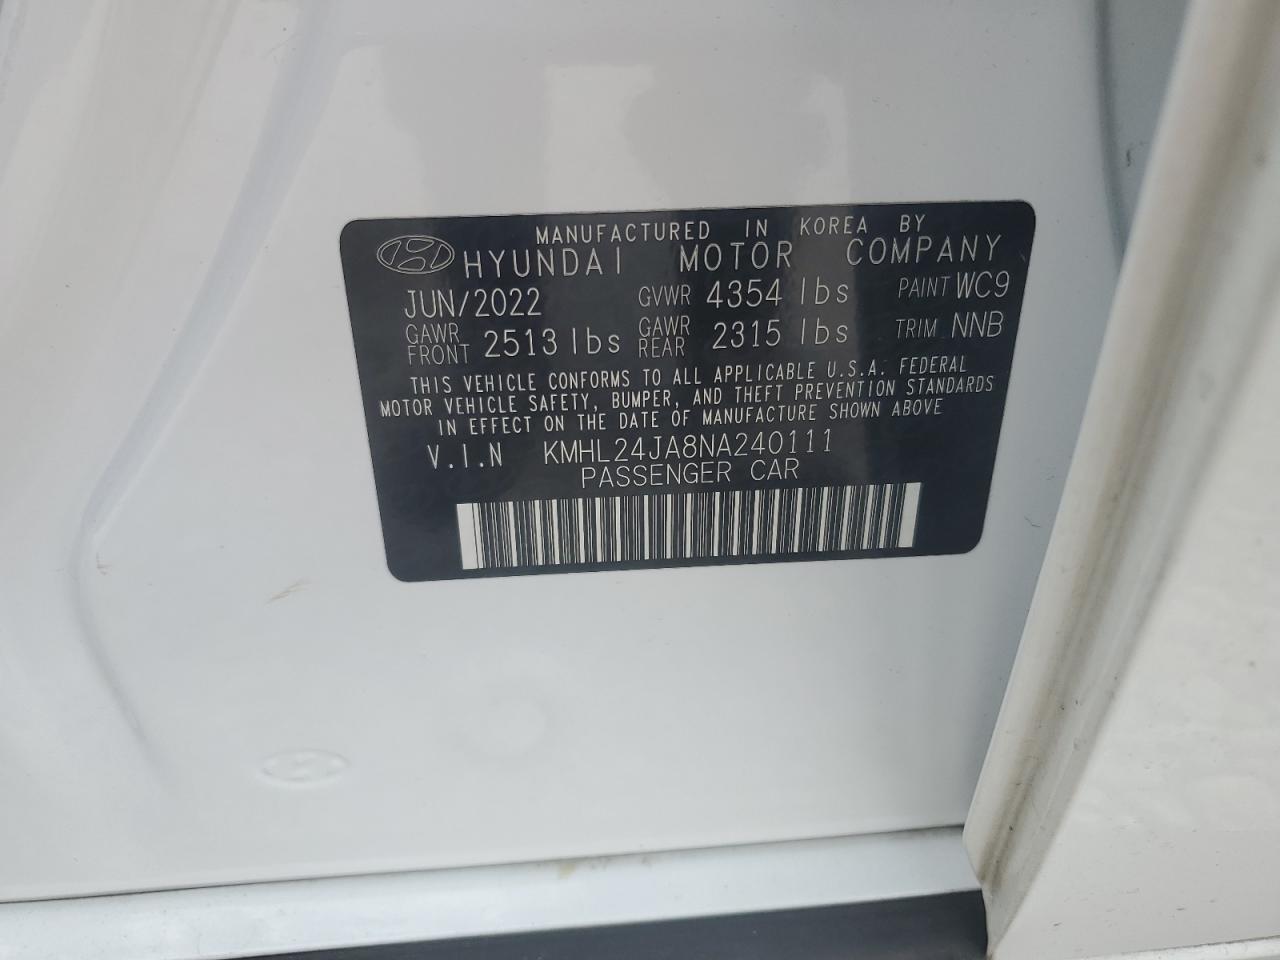 MANUFACTURED IN KOREA BY
HYUNDAI MOTOR COMPANY
JUN/2022 GVWR 4354 lbs PAINT WC9
GAWR FRONT 2513 lbs GAWR REAR 2315 lbs TRIM NNB
THIS VEHICLE CONFORMS TO ALL APPLICABLE U.S.A. FEDERAL
MOTOR VEHICLE SAFETY, BUMPER, AND THEFT PREVENTION STANDARDS
IN EFFECT ON THE DATE OF MANUFACTURE SHOWN ABOVE
V.I.N KMHL24JA8NA240111
PASSENGER CAR